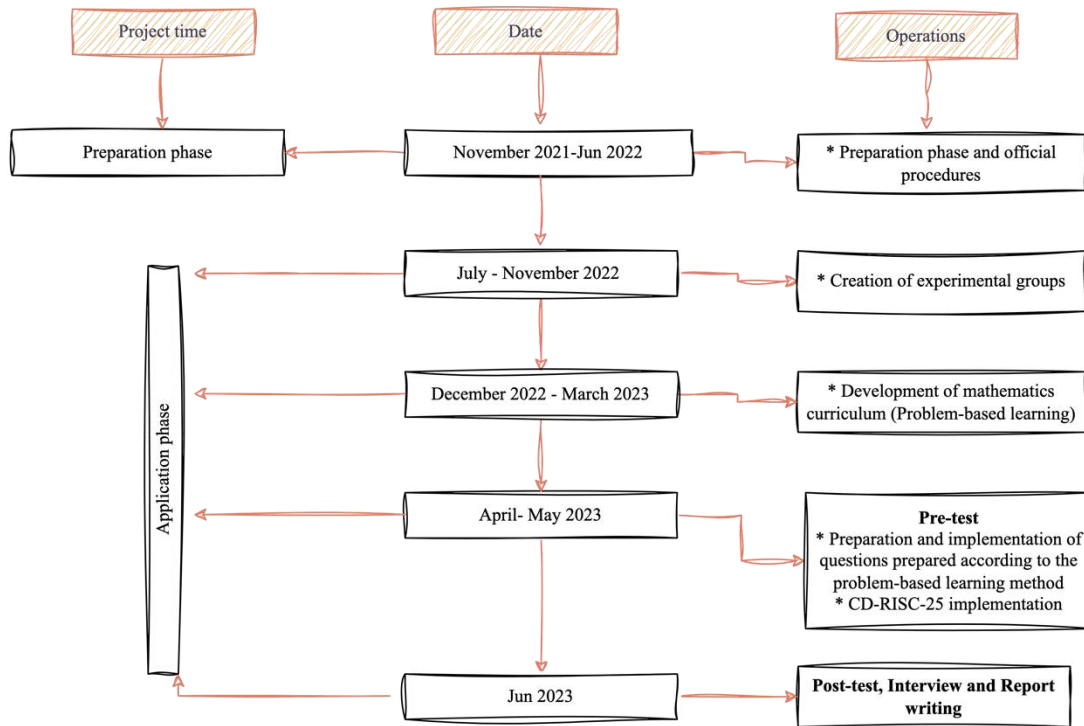 Project time
Date
Operations
Preparation phase
November 2021-Jun 2022
* Preparation phase and official
procedures
Application phase
July - November 2022
* Creation of experimental groups
December 2022 - March 2023
* Development of mathematics
curriculum (Problem-based learning)
April- May 2023
Pre-test
* Preparation and implementation of
questions prepared according to the
problem-based learning method
* CD-RISC-25 implementation
Jun 2023
Post-test, Interview and Report
writing